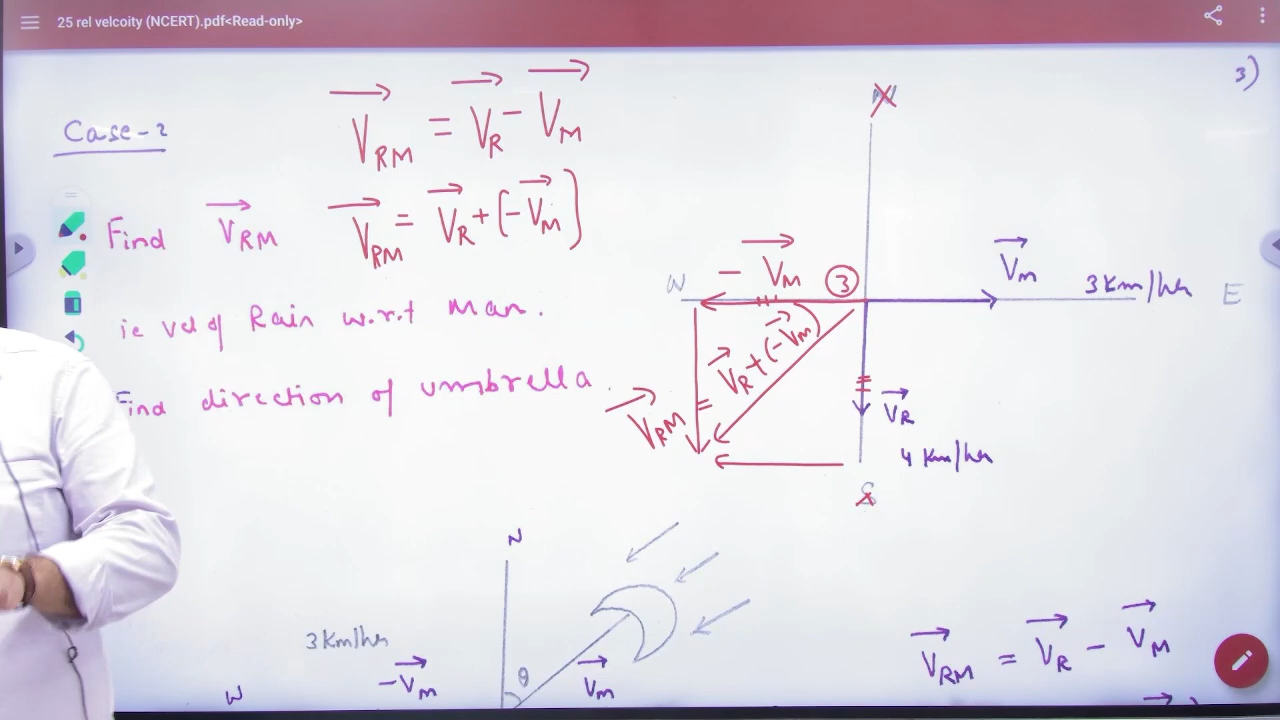 25 rel velcoity (NCERT).pdf<Read-only>
3)
Case-2
V_RM = V_R - V_M
Find V_RM
V_RM = V_R + (-V_M)
ie vel of Rain w.r.t Man.
Find direction of umbrella.
N
W
- V_M
3
V_m
3 Km/hr
E
V_R + (-V_m)
V_RM =
V_R
4 Km/hr
S
N
3 Km/hr
θ
-V_m
V_m
W
V_RM = V_R - V_M